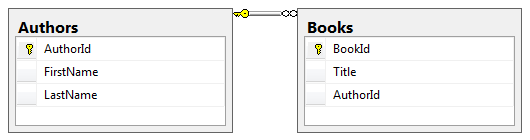 Authors
AuthorId
FirstName
LastName
Books
BookId
Title
AuthorId